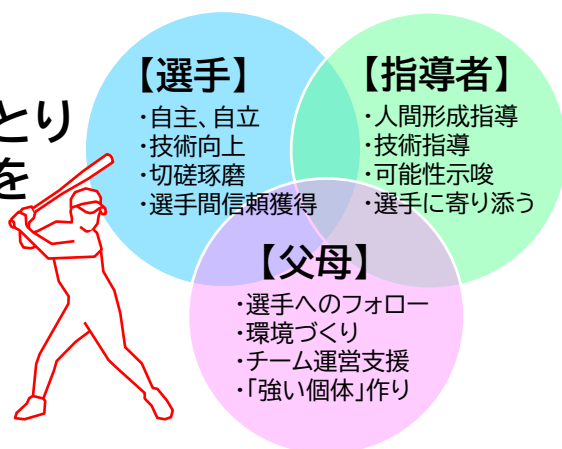 とり
を
【選手】
・自主、自立
・技術向上
・切磋琢磨
・選手間信頼獲得
【指導者】
・人間形成指導
・技術指導
・可能性示唆
・選手に寄り添う
【父母】
・選手へのフォロー
・環境づくり
・チーム運営支援
・「強い個体」作り